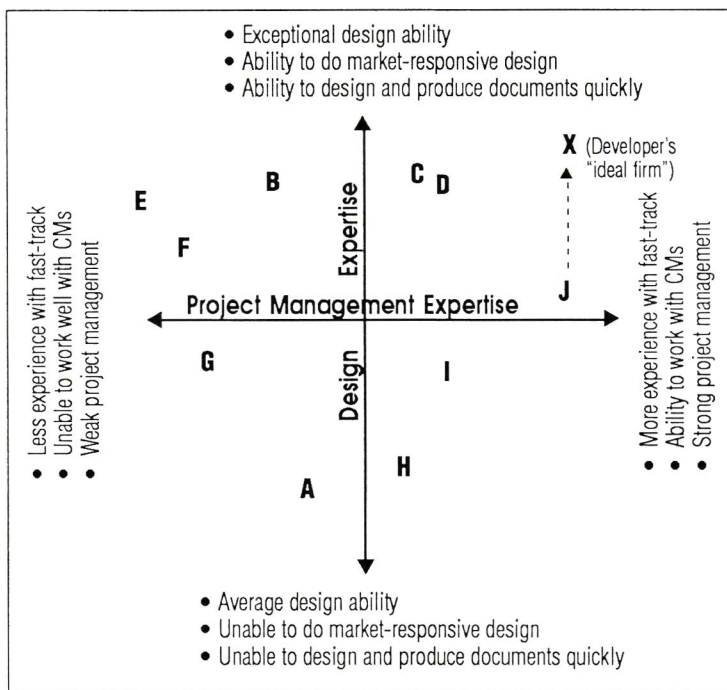 • Exceptional design ability
• Ability to do market-responsive design
• Ability to design and produce documents quickly
X (Developer's
"ideal firm")
E
B
C
D
F
J
Expertise
Project Management Expertise
Design
G
I
H
A
• Less experience with fast-track
• Unable to work well with CMs
• Weak project management
• More experience with fast-track
• Ability to work with CMs
• Strong project management
• Average design ability
• Unable to do market-responsive design
• Unable to design and produce documents quickly